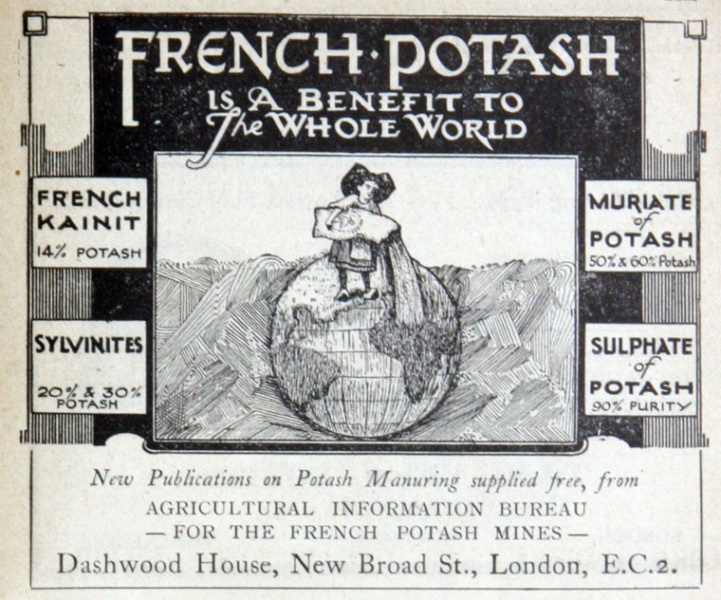 FRENCH · POTASH
IS A BENEFIT TO
The WHOLE WORLD
FRENCH
KAINIT
14% POTASH
MURIATE
of
POTASH
50% & 60% Potash
SYLVINITES
20% & 30%
POTASH
SULPHATE
of
POTASH
90% PURITY
New Publications on Potash Manuring supplied free, from
AGRICULTURAL INFORMATION BUREAU
— FOR THE FRENCH POTASH MINES —
Dashwood House, New Broad St., London, E.C.2.